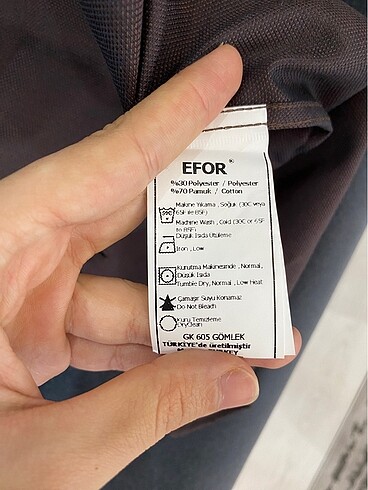 EFOR®
%30 Polyester / Polyester
%70 Pamuk / Cotton
Makine Yıkama, Soğuk (30C veya
65F ile 85F)
Machine Wash, Cold (30C or 65F
to 85F)
Düşük Isıda Ütüleme
Iron, Low
Kurutma Makinesinde, Normal,
Düşük Isıda
Tumble Dry, Normal, Low Heat
Çamaşır Suyu Konamaz
Do Not Bleach
Kuru Temizleme
DryClean
GK 605 GÖMLEK
TÜRKİYE'de üretilmiştir